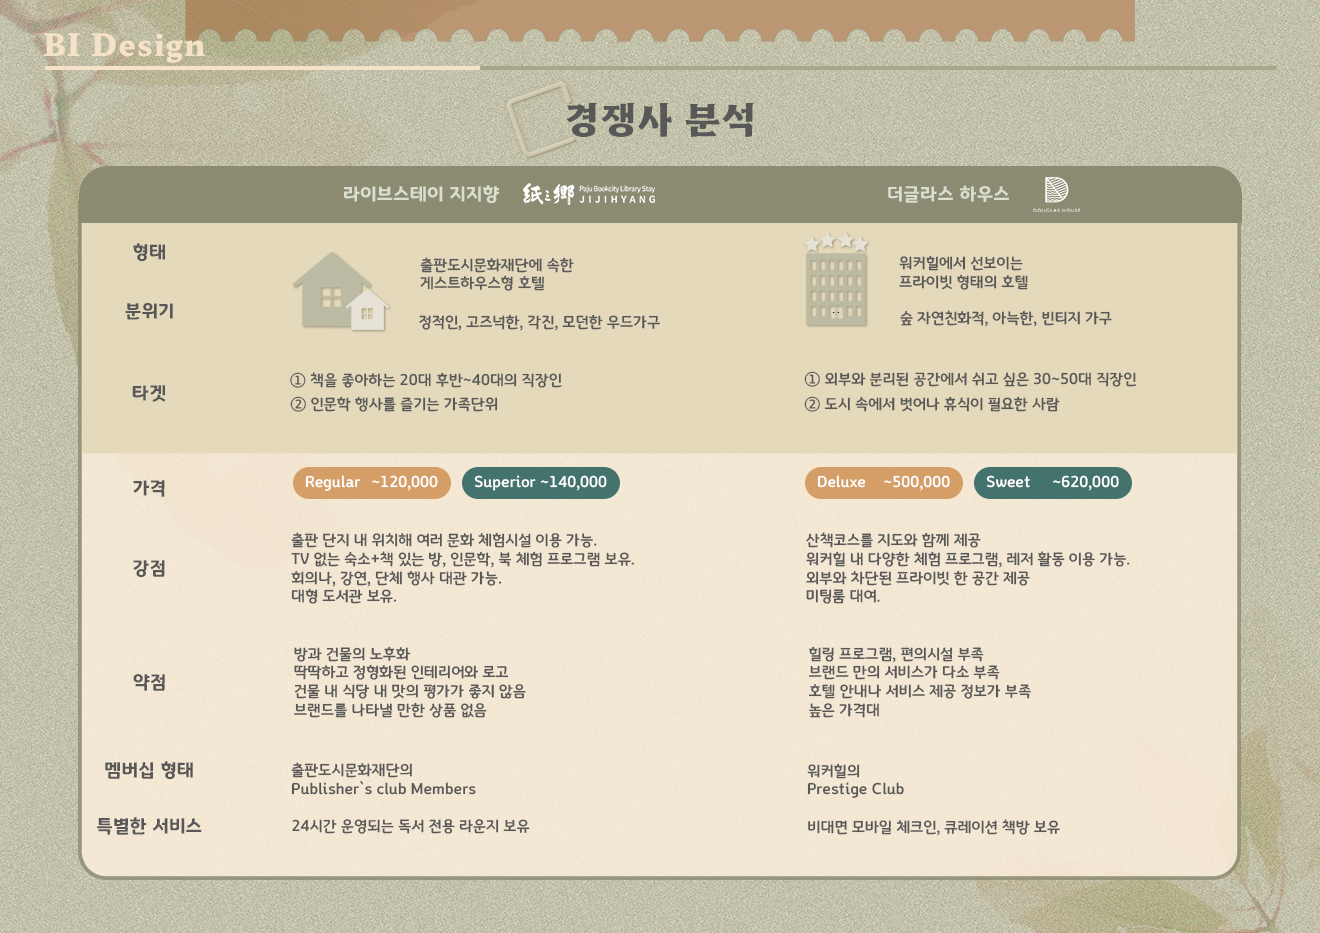 BI Design
경쟁사 분석
라이브스테이 지지향
紙之鄕
Paju Bookcity Library Stay
JIJIHYANG
더글라스 하우스
DOUGLAS HOUSE
형태
출판도시문화재단에 속한
게스트하우스형 호텔
워커힐에서 선보이는
프라이빗 형태의 호텔
분위기
정적인, 고즈넉한, 각진, 모던한 우드가구
숲 자연친화적, 아늑한, 빈티지 가구
타겟
① 책을 좋아하는 20대 후반~40대의 직장인
② 인문학 행사를 즐기는 가족단위
① 외부와 분리된 공간에서 쉬고 싶은 30~50대 직장인
② 도시 속에서 벗어나 휴식이 필요한 사람
가격
Regular ~120,000
Superior ~140,000
Deluxe ~500,000
Sweet ~620,000
강점
출판 단지 내 위치해 여러 문화 체험시설 이용 가능.
TV 없는 숙소+책 있는 방, 인문학, 북 체험 프로그램 보유.
회의나, 강연, 단체 행사 대관 가능.
대형 도서관 보유.
산책코스를 지도와 함께 제공
워커힐 내 다양한 체험 프로그램, 레저 활동 이용 가능.
외부와 차단된 프라이빗 한 공간 제공
미팅룸 대여.
약점
방과 건물의 노후화
딱딱하고 정형화된 인테리어와 로고
건물 내 식당 내 맛의 평가가 좋지 않음
브랜드를 나타낼 만한 상품 없음
힐링 프로그램, 편의시설 부족
브랜드 만의 서비스가 다소 부족
호텔 안내나 서비스 제공 정보가 부족
높은 가격대
멤버십 형태
출판도시문화재단의
Publisher`s club Members
워커힐의
Prestige Club
특별한 서비스
24시간 운영되는 독서 전용 라운지 보유
비대면 모바일 체크인, 큐레이션 책방 보유